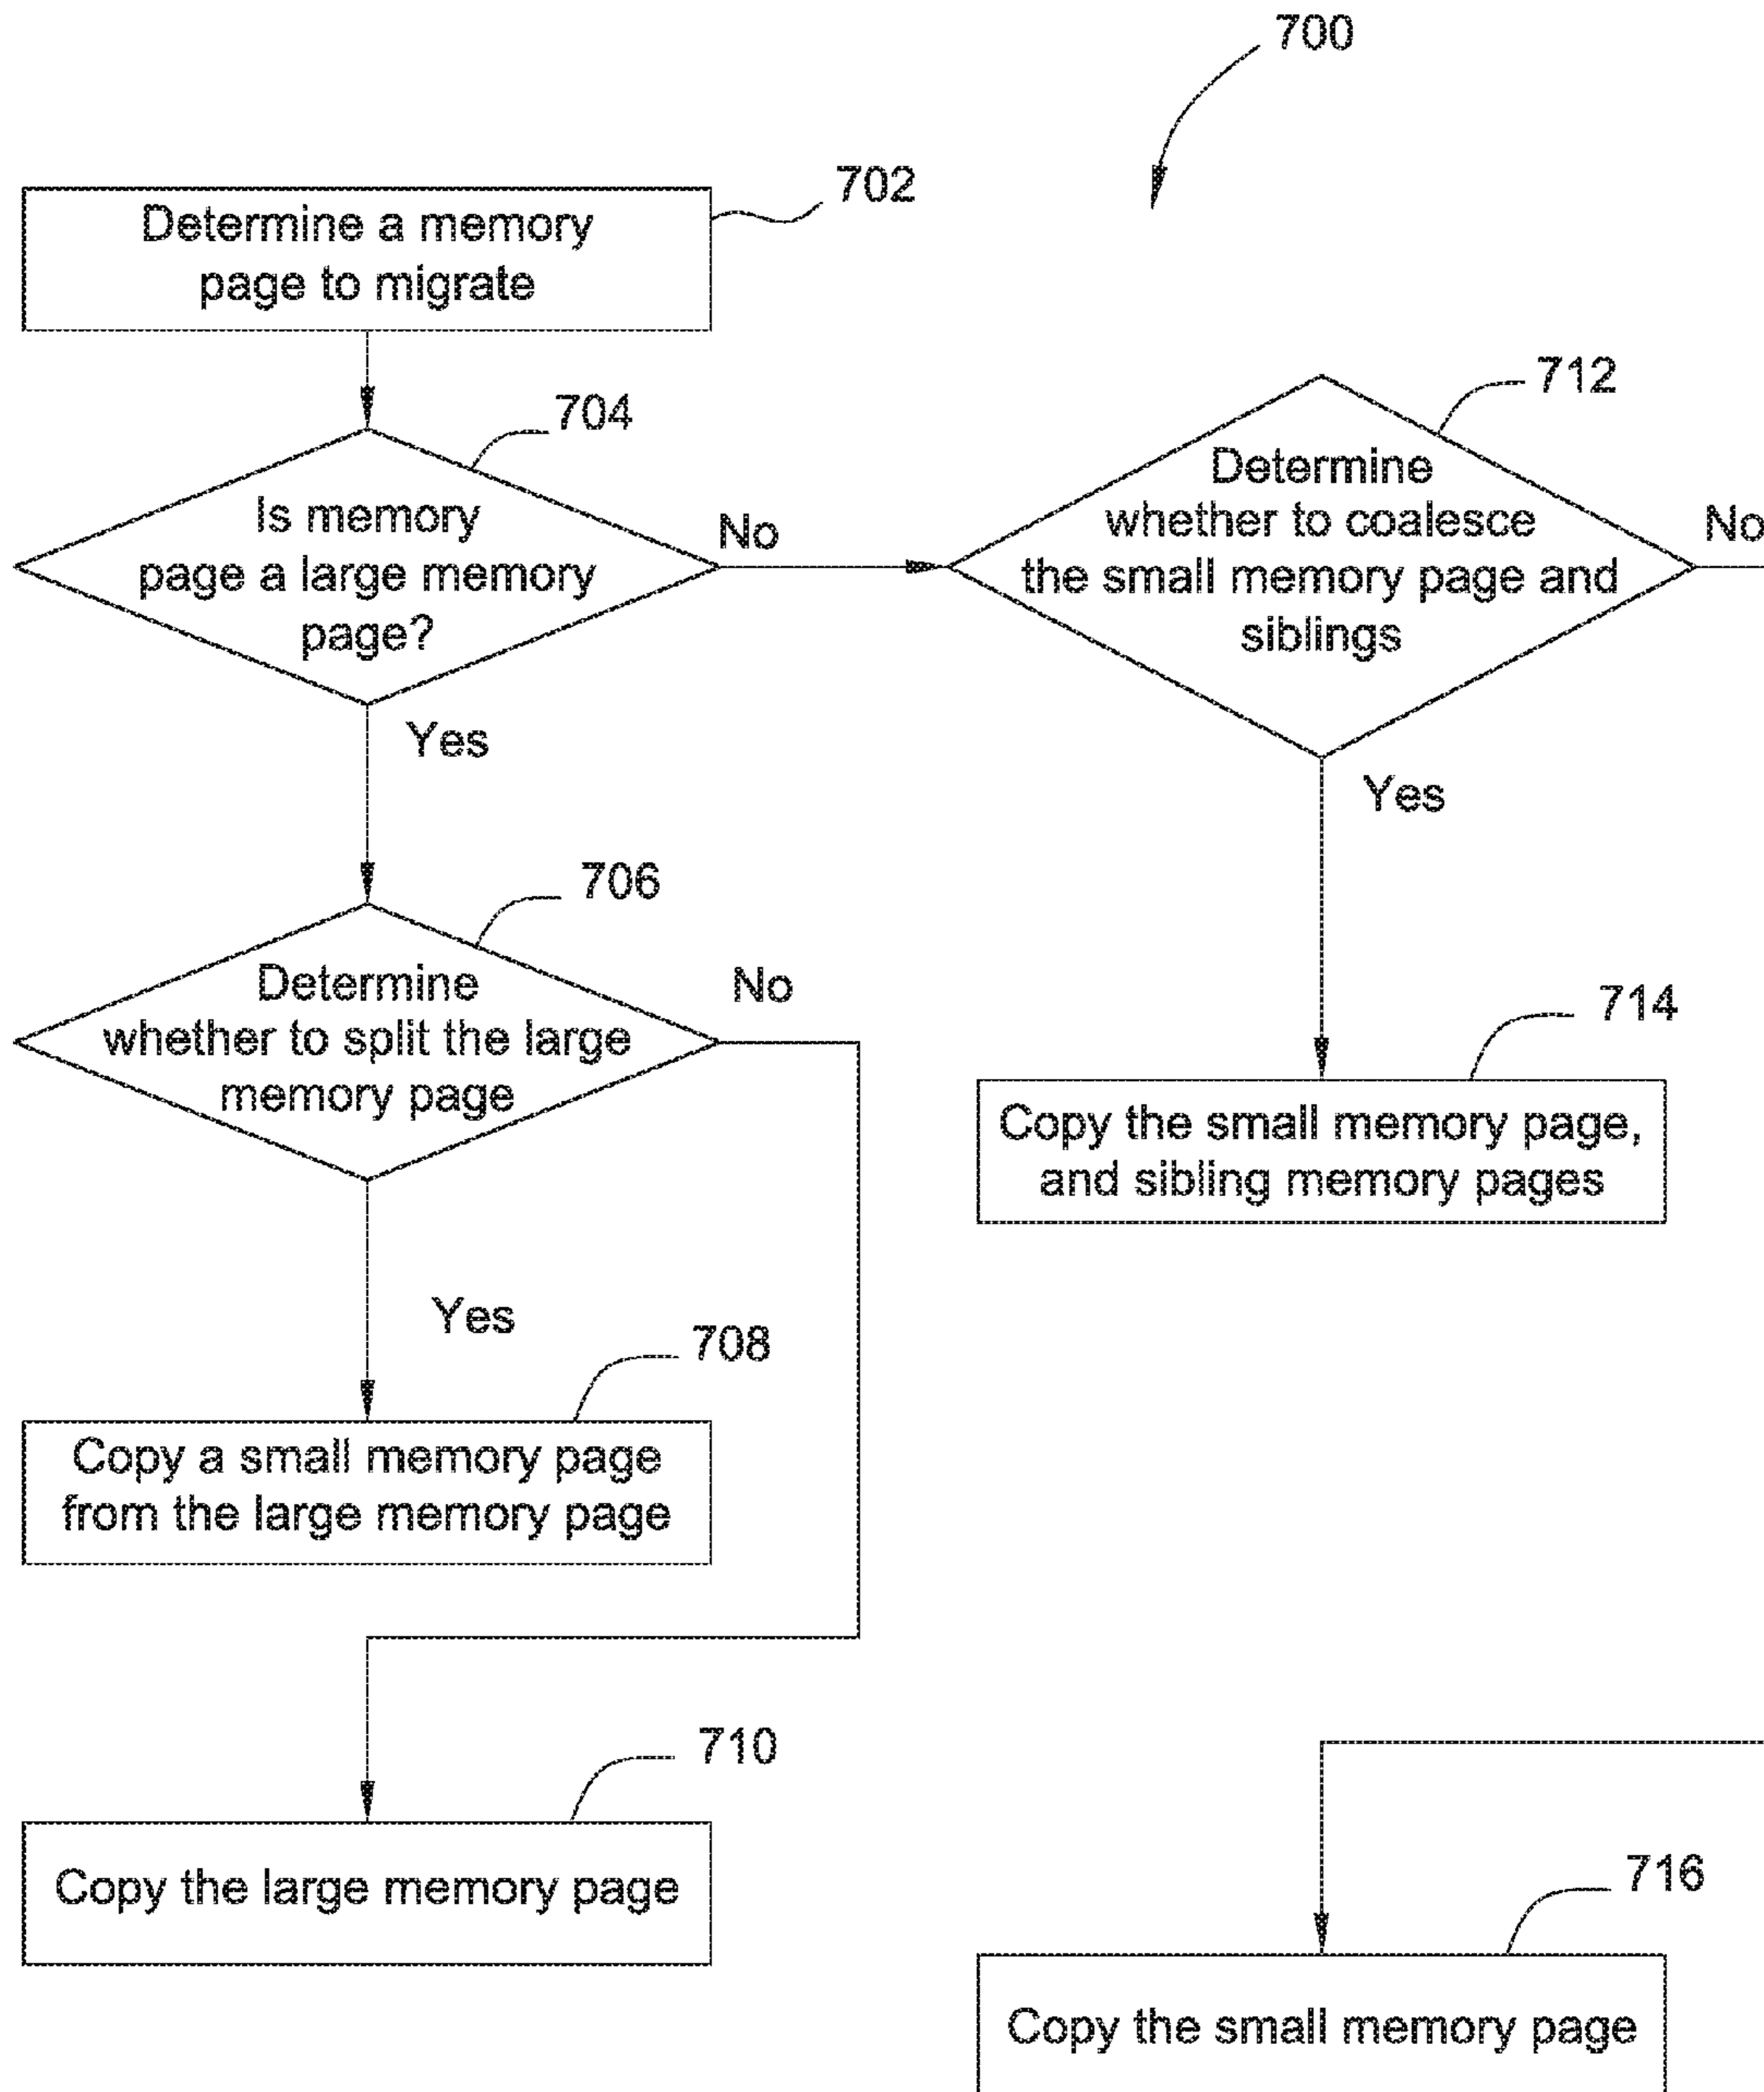 700
702
Determine a memory
page to migrate
704
Is memory
page a large memory
page?
No
Yes
712
Determine
whether to coalesce
the small memory page and
siblings
No
Yes
706
Determine
whether to split the large
memory page
No
Yes
714
Copy the small memory page,
and sibling memory pages
708
Copy a small memory page
from the large memory page
710
Copy the large memory page
716
Copy the small memory page